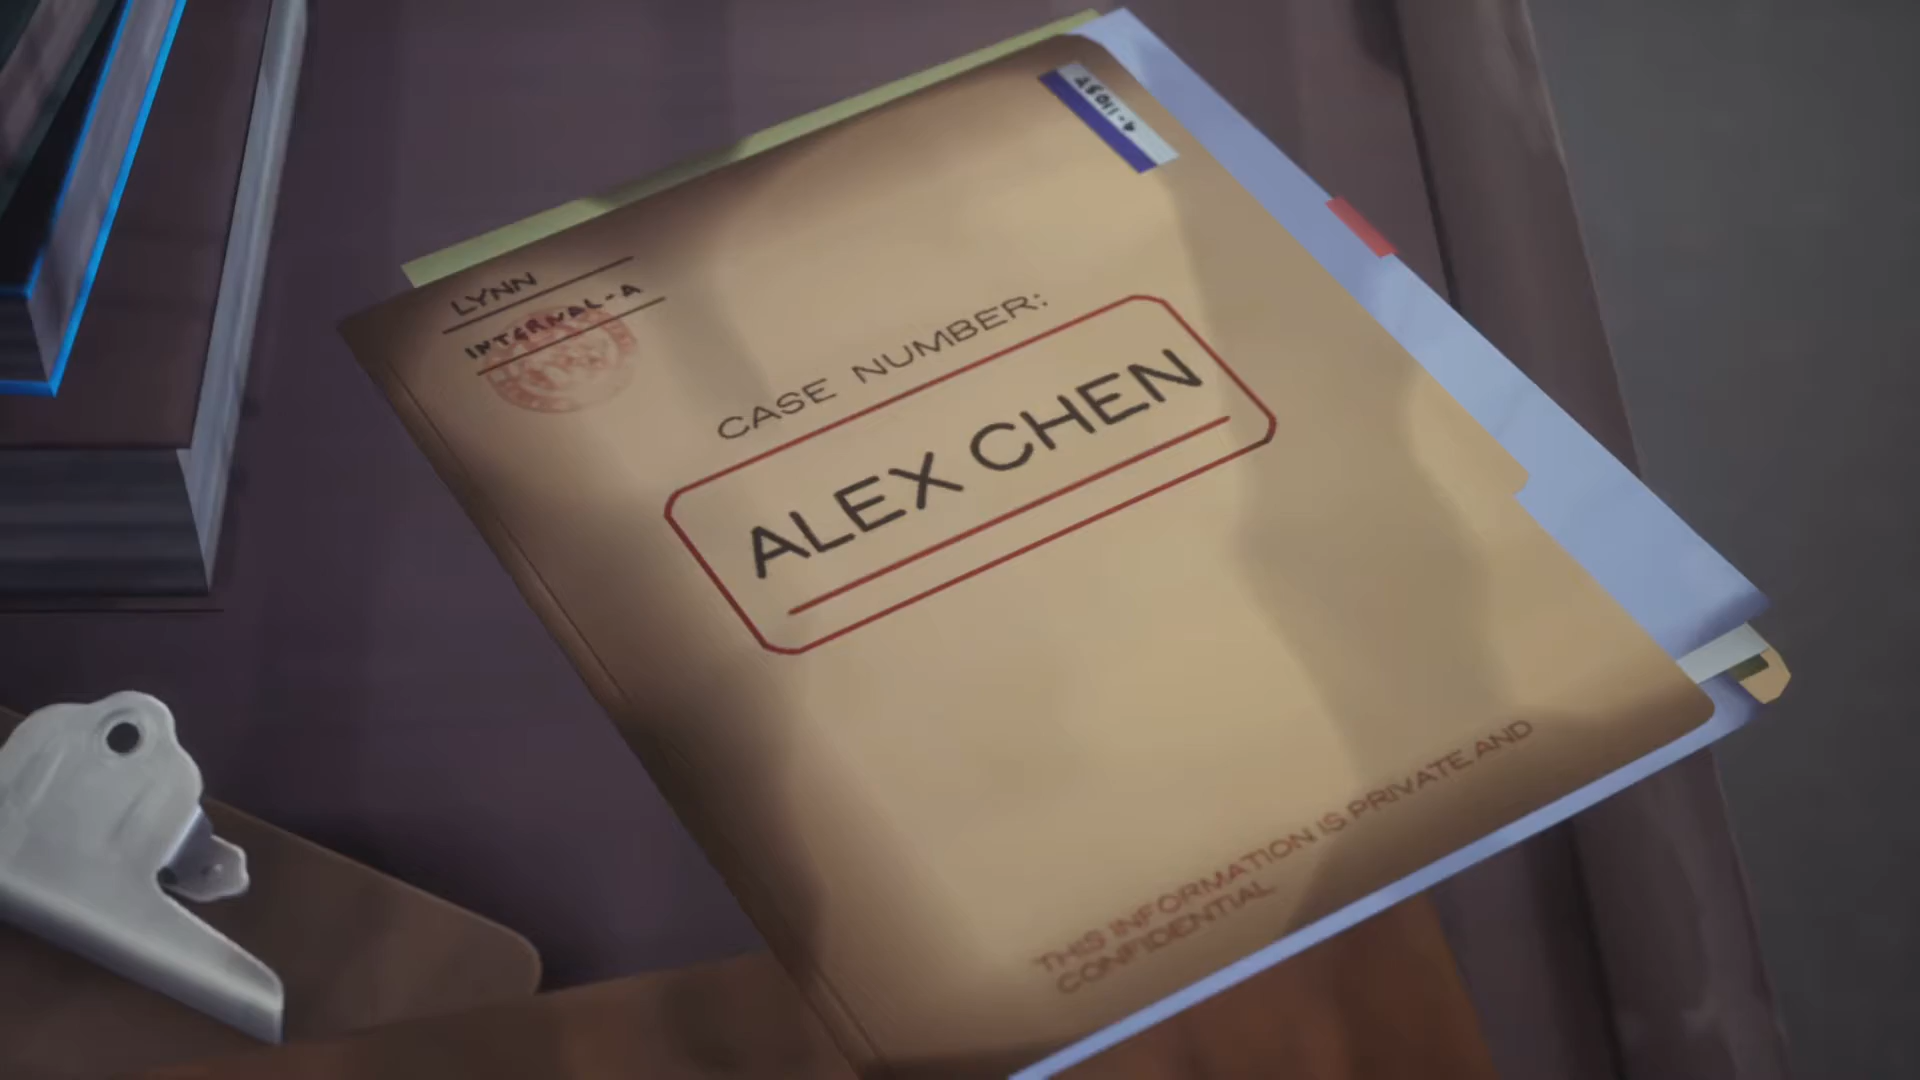 LYNN
INTERNAL-A
CASE NUMBER:
ALEX CHEN
THIS INFORMATION IS PRIVATE AND
CONFIDENTIAL